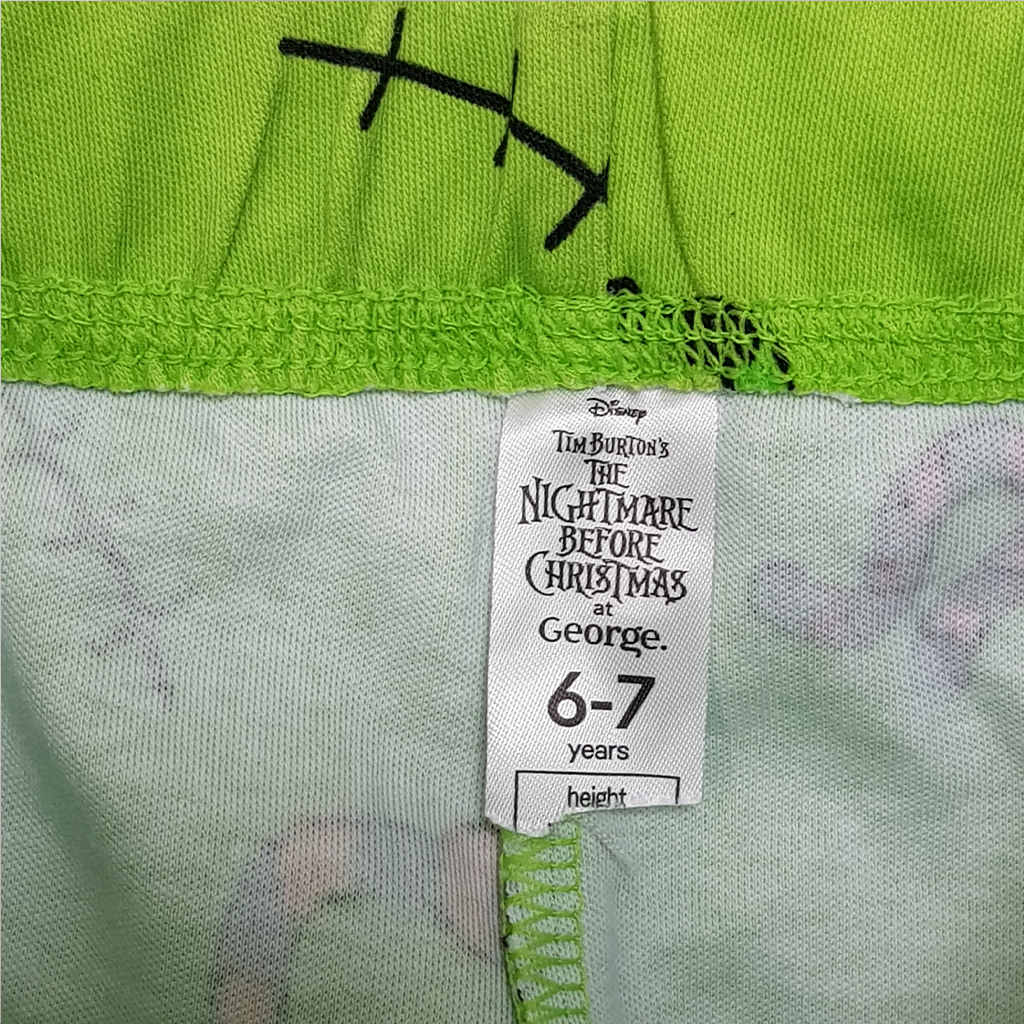 Disney
TIM BURTON'S
THE
NIGHTMARE
BEFORE
CHRISTMAS
at
George.
6-7
years
height